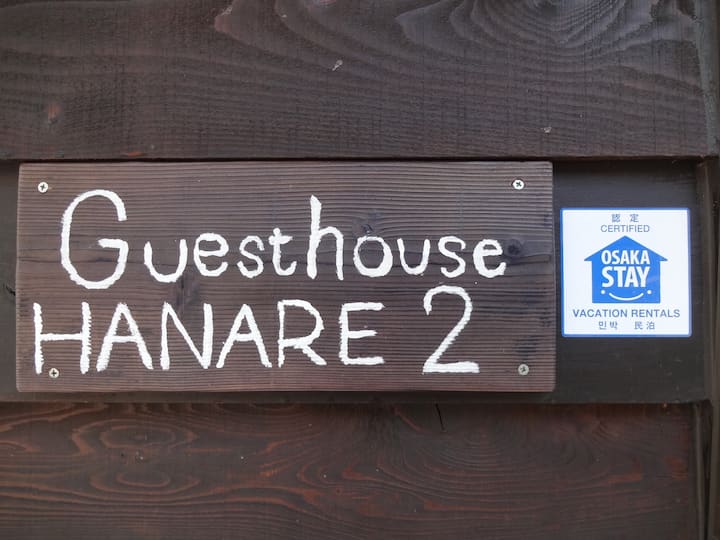 Guesthouse
HANARE 2
認定
CERTIFIED
OSAKA
STAY
VACATION RENTALS
민박 民泊